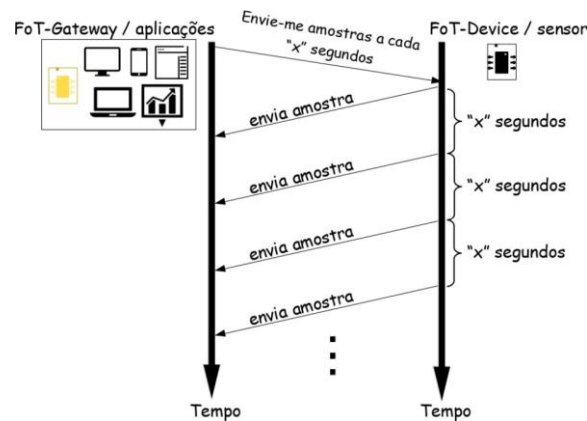 FoT-Gateway / aplicações
FoT-Device / sensor
Envie-me amostras a cada
"x" segundos
envia amostra
"x" segundos
envia amostra
"x" segundos
envia amostra
"x" segundos
envia amostra
Tempo
Tempo